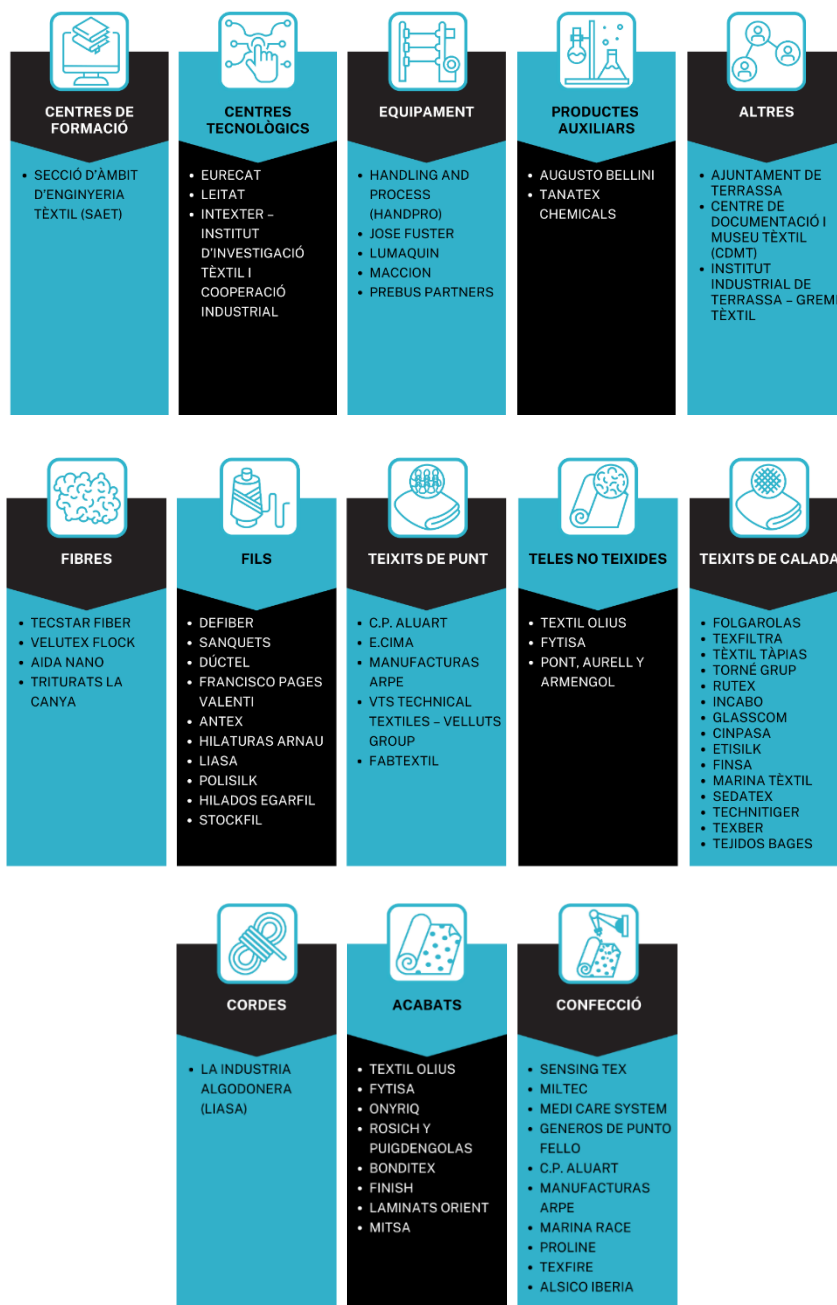 CENTRES DE
FORMACIÓ
• SECCIÓ D'ÀMBIT
D'ENGINYERIA
TÈXTIL (SAET)
CENTRES
TECNOLÒGICS
• EURECAT
• LEITAT
• INTEXTER –
INSTITUT
D'INVESTIGACIÓ
TÈXTIL I
COOPERACIÓ
INDUSTRIAL
EQUIPAMENT
• HANDLING AND
PROCESS
(HANDPRO)
• JOSE FUSTER
• LUMAQUIN
• MACCION
• PREBUS PARTNERS
PRODUCTES
AUXILIARS
• AUGUSTO BELLINI
• TANATEX
CHEMICALS
ALTRES
• AJUNTAMENT DE
TERRASSA
• CENTRE DE
DOCUMENTACIÓ I
MUSEU TÈXTIL
(CDMT)
• INSTITUT
INDUSTRIAL DE
TERRASSA – GREMI
TÈXTIL
FIBRES
• TECSTAR FIBER
• VELUTEX FLOCK
• AIDA NANO
• TRITURATS LA
CANYA
FILS
• DEFIBER
• SANQUETS
• DÚCTEL
• FRANCISCO PAGES
VALENTI
• ANTEX
• HILATURAS ARNAU
• LIASA
• POLISILK
• HILADOS EGARFIL
• STOCKFIL
TEIXITS DE PUNT
• C.P. ALUART
• E.CIMA
• MANUFACTURAS
ARPE
• VTS TECHNICAL
TEXTILES – VELLUTS
GROUP
• FABTEXTIL
TELES NO TEIXIDES
• TEXTIL OLIUS
• FYTISA
• PONT, AURELL Y
ARMENGOL
TEIXITS DE CALADA
• FOLGAROLAS
• TEXFILTRA
• TÈXTIL TÀPIAS
• TORNÉ GRUP
• RUTEX
• INCABO
• GLASSCOM
• CINPASA
• ETISILK
• FINSA
• MARINA TÈXTIL
• SEDATEX
• TECHNITIGER
• TEXBER
• TEJIDOS BAGES
CORDES
• LA INDUSTRIA
ALGODONERA
(LIASA)
ACABATS
• TEXTIL OLIUS
• FYTISA
• ONYRIQ
• ROSICH Y
PUIGDENGOLAS
• BONDITEX
• FINISH
• LAMINATS ORIENT
• MITSA
CONFECCIÓ
• SENSING TEX
• MILTEC
• MEDI CARE SYSTEM
• GENEROS DE PUNTO
FELLO
• C.P. ALUART
• MANUFACTURAS
ARPE
• MARINA RACE
• PROLINE
• TEXFIRE
• ALSICO IBERIA